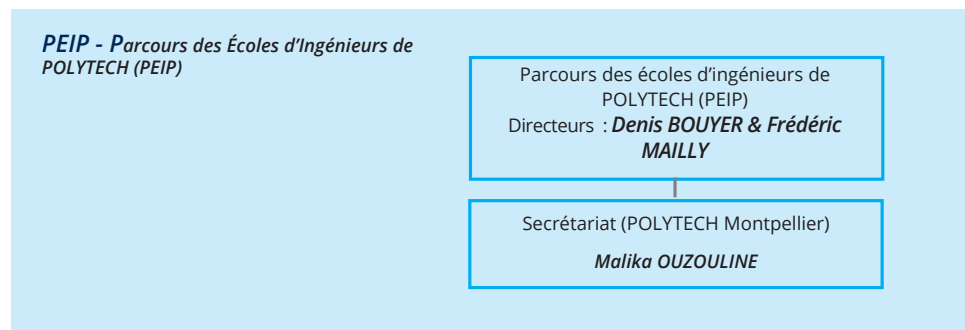 PEIP - Parcours des Écoles d’Ingénieurs de
POLYTECH (PEIP)
Parcours des écoles d’ingénieurs de
POLYTECH (PEIP)
Directeurs : Denis BOUYER & Frédéric
MAILLY
Secrétariat (POLYTECH Montpellier)
Malika OUZOULINE